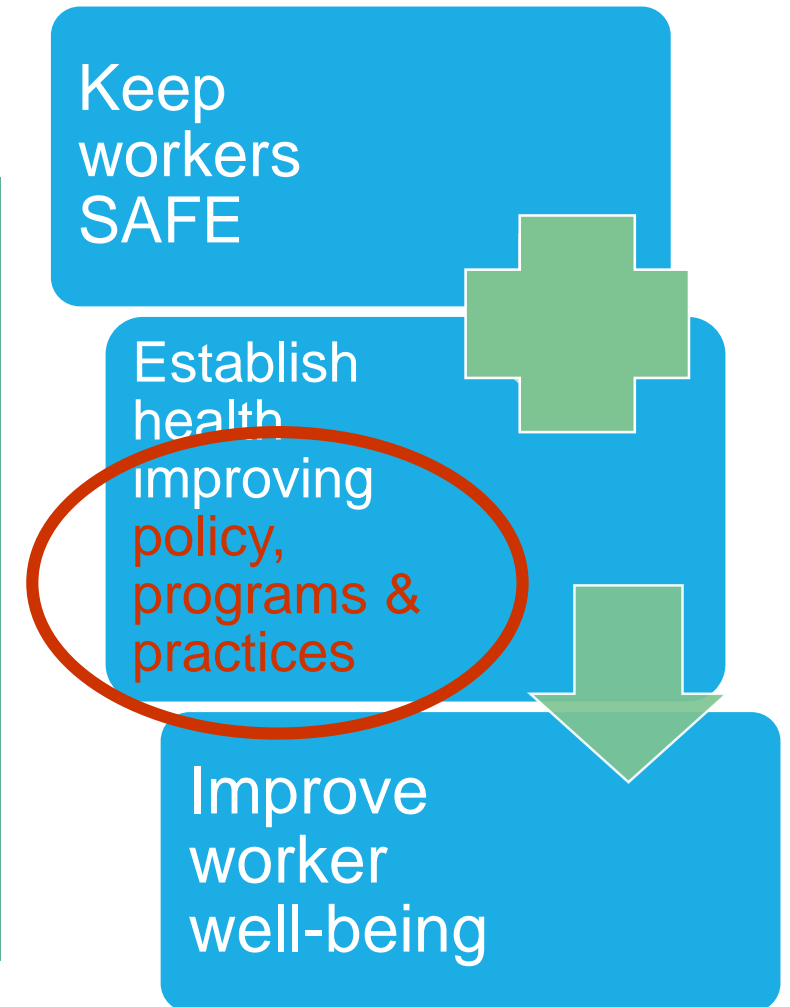 Keep
workers
SAFE
Establish
health
improving
policy,
programs &
practices
Improve
worker
well-being